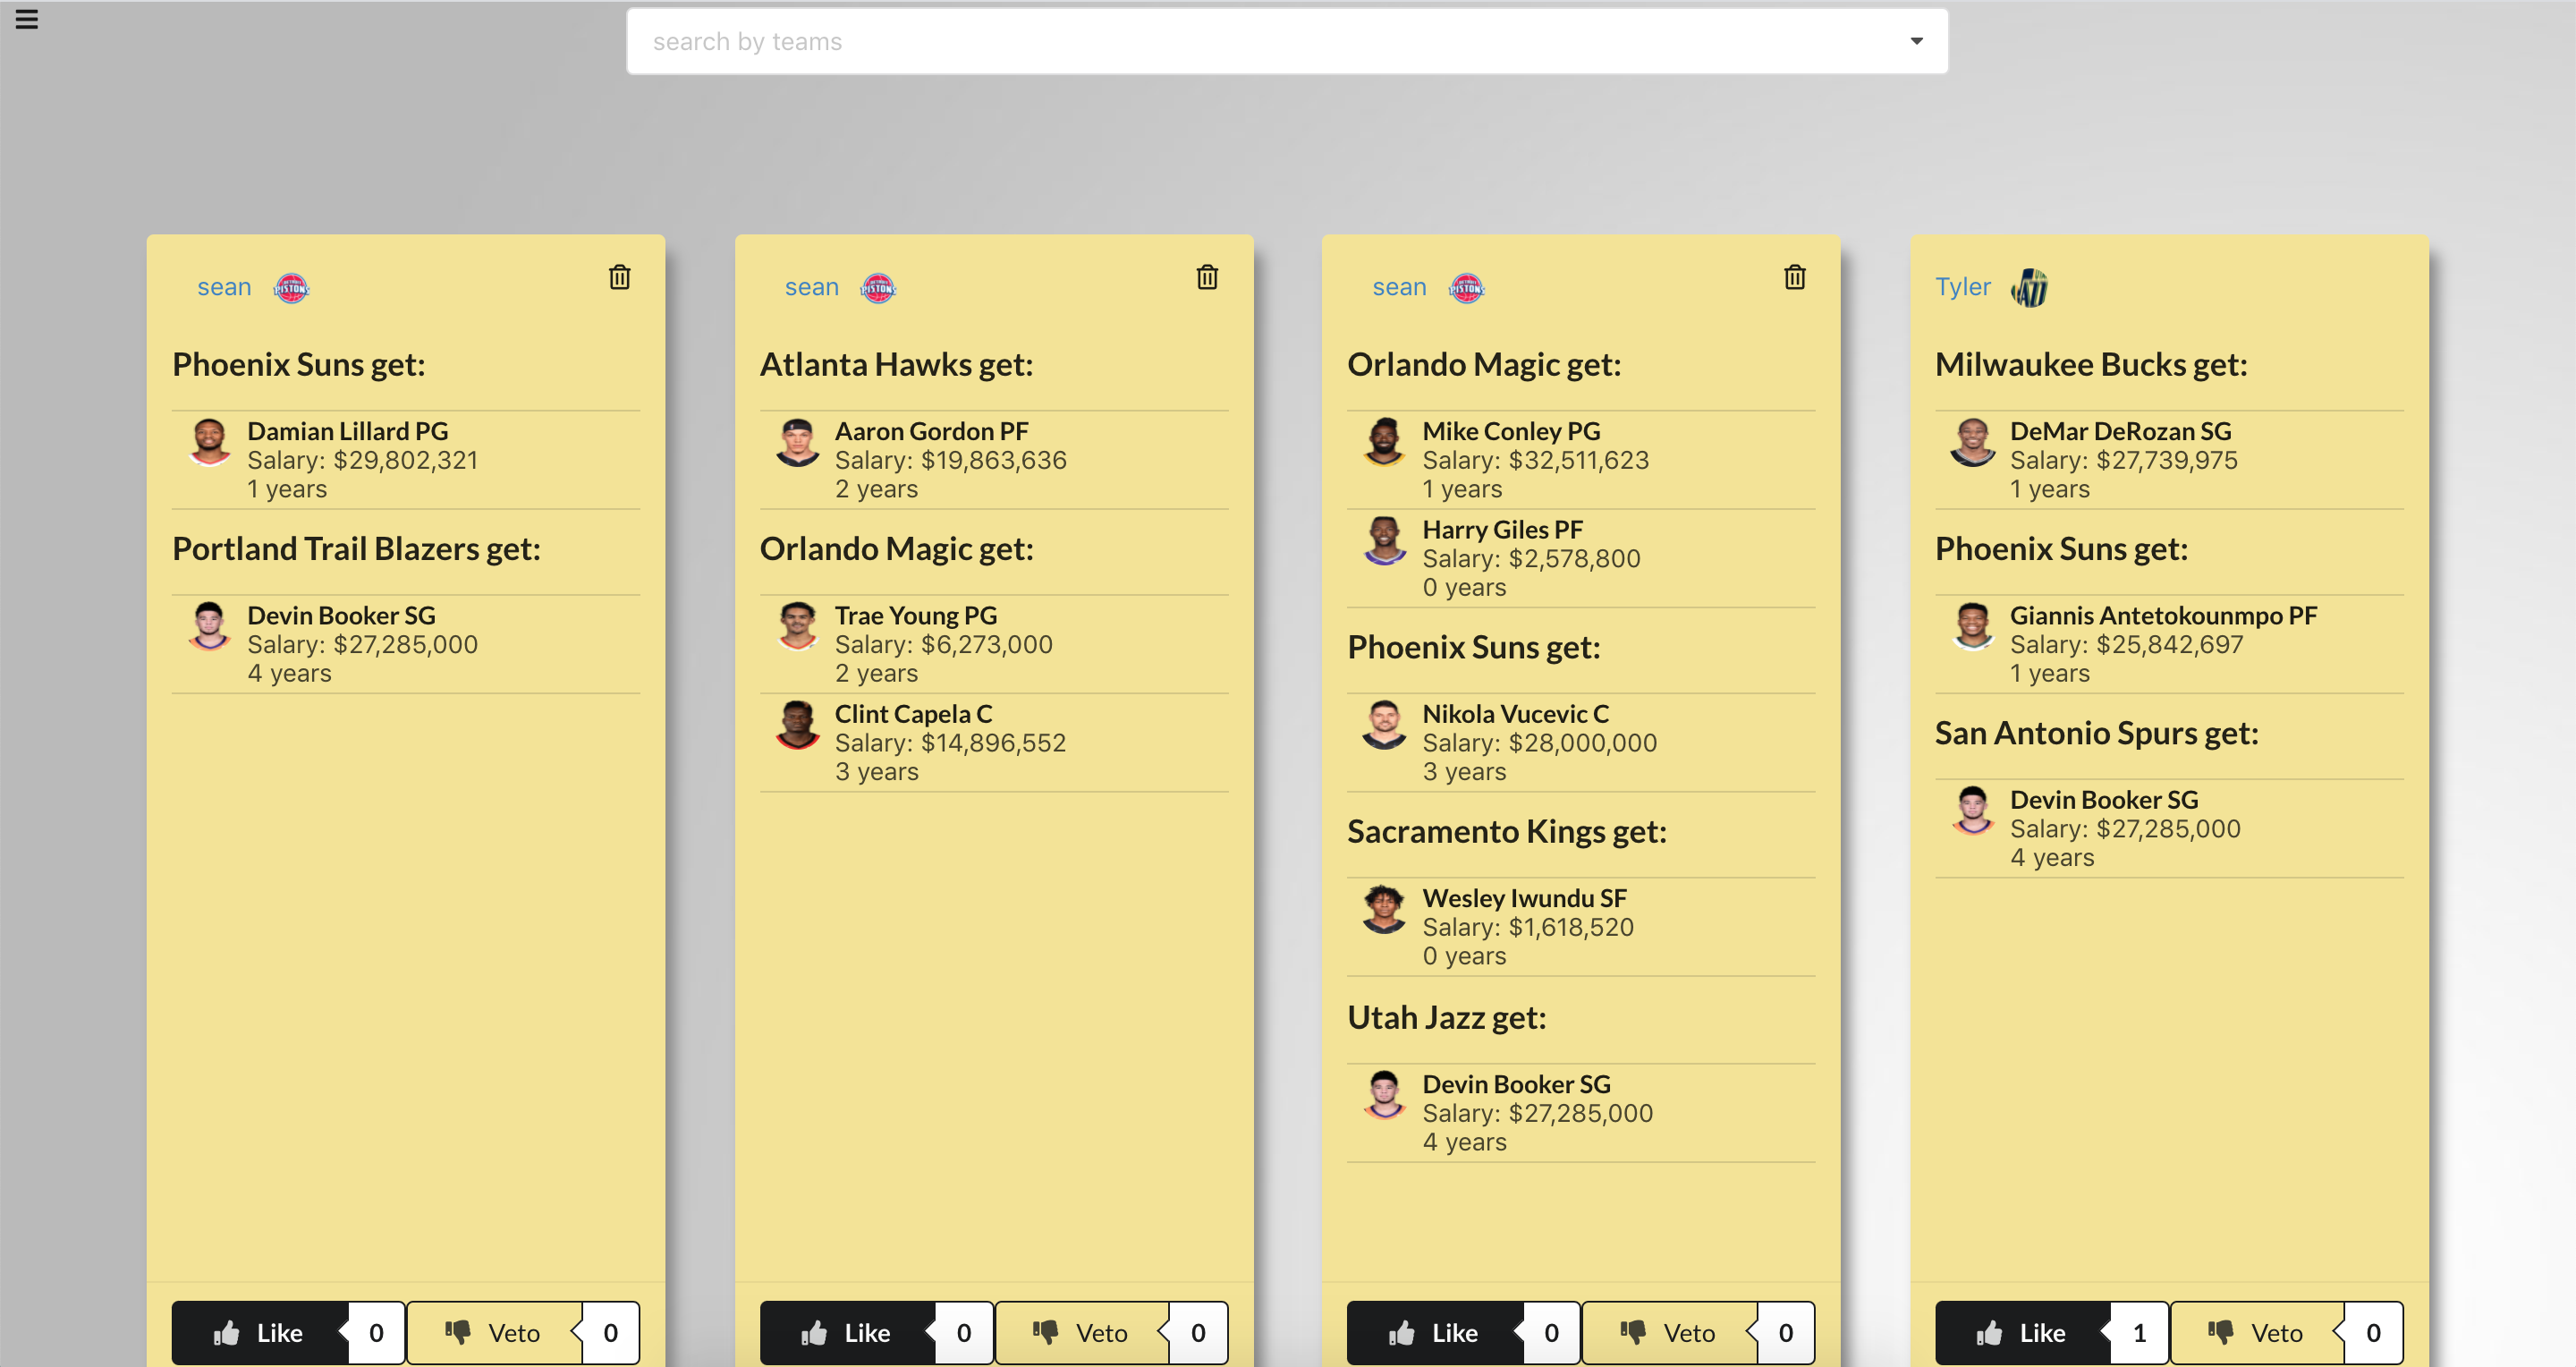 search by teams
sean
PISTONS
Phoenix Suns get:
Damian Lillard PG
Salary: $29,802,321
1 years
Portland Trail Blazers get:
Devin Booker SG
Salary: $27,285,000
4 years
Like 0 Veto 0
sean
PISTONS
Atlanta Hawks get:
Aaron Gordon PF
Salary: $19,863,636
2 years
Orlando Magic get:
Trae Young PG
Salary: $6,273,000
2 years
Clint Capela C
Salary: $14,896,552
3 years
Like 0 Veto 0
sean
PISTONS
Orlando Magic get:
Mike Conley PG
Salary: $32,511,623
1 years
Harry Giles PF
Salary: $2,578,800
0 years
Phoenix Suns get:
Nikola Vucevic C
Salary: $28,000,000
3 years
Sacramento Kings get:
Wesley Iwundu SF
Salary: $1,618,520
0 years
Utah Jazz get:
Devin Booker SG
Salary: $27,285,000
4 years
Like 0 Veto 0
Tyler
Milwaukee Bucks get:
DeMar DeRozan SG
Salary: $27,739,975
1 years
Phoenix Suns get:
Giannis Antetokounmpo PF
Salary: $25,842,697
1 years
San Antonio Spurs get:
Devin Booker SG
Salary: $27,285,000
4 years
Like 1 Veto 0